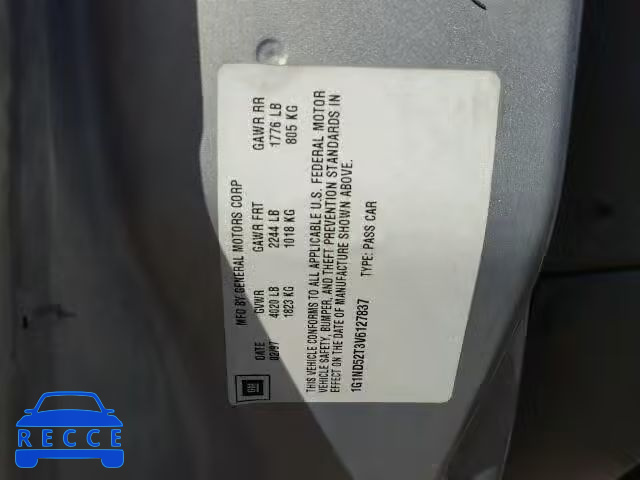 MFD BY GENERAL MOTORS CORP
DATE GVWR GAWR FRT GAWR RR
02/97 4020 LB 2244 LB 1776 LB
1823 KG 1018 KG 805 KG
THIS VEHICLE CONFORMS TO ALL APPLICABLE U.S. FEDERAL MOTOR
VEHICLE SAFETY, BUMPER, AND THEFT PREVENTION STANDARDS IN
EFFECT ON THE DATE OF MANUFACTURE SHOWN ABOVE.
1G1ND52T3V6127837 TYPE: PASS CAR
GM
RECCE